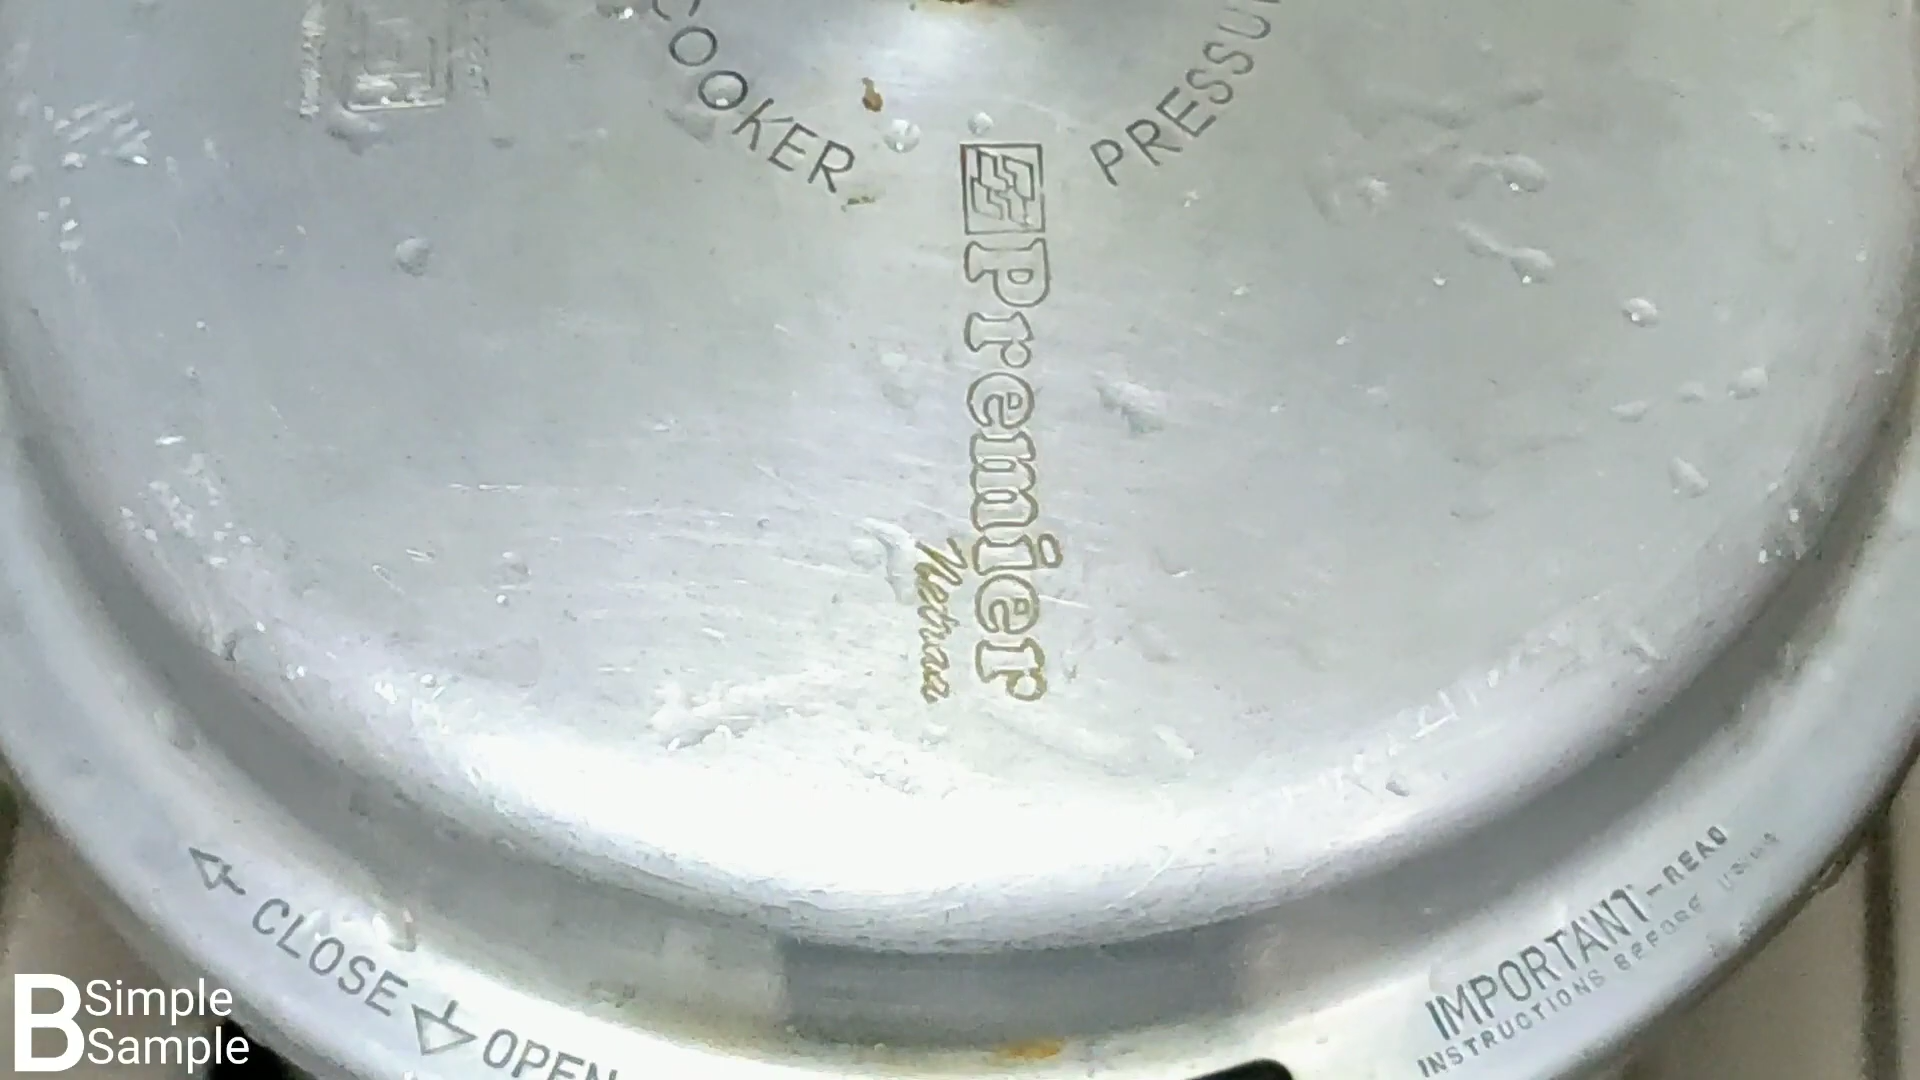 COOKER
PRESSU
Premier
Netraa
CLOSE
OPEN
IMPORTANT-READ
INSTRUCTIONS BEFORE USING
B Simple
Sample